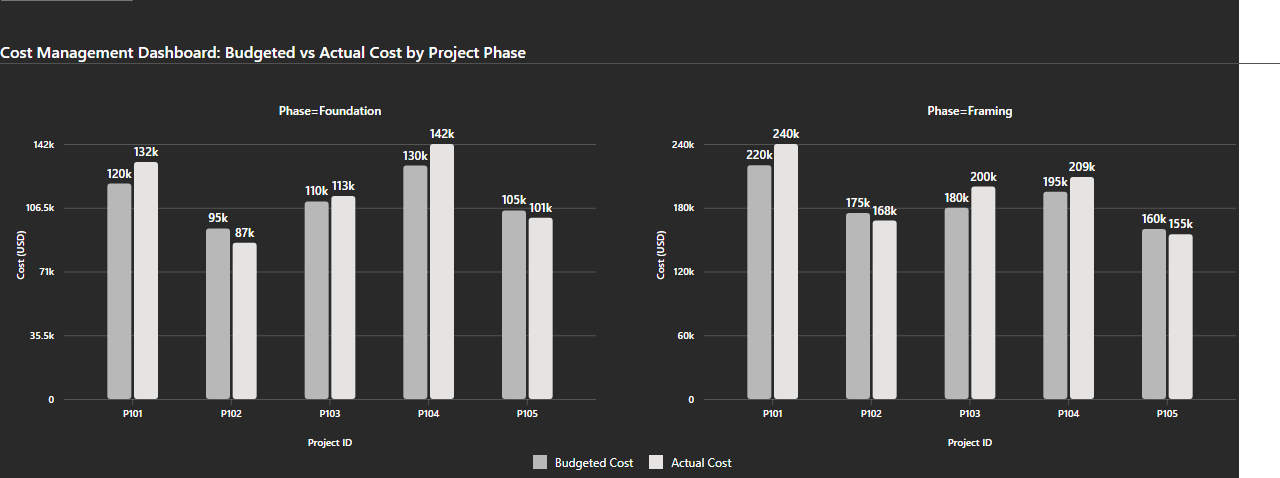 Cost Management Dashboard: Budgeted vs Actual Cost by Project Phase
Phase=Foundation
142k
106.5k
71k
35.5k
0
Cost (USD)
120k
132k
95k
87k
110k
113k
130k
142k
105k
101k
P101
P102
P103
P104
P105
Project ID
Phase=Framing
240k
180k
120k
60k
0
Cost (USD)
220k
240k
175k
168k
180k
200k
195k
209k
160k
155k
P101
P102
P103
P104
P105
Project ID
Budgeted Cost
Actual Cost